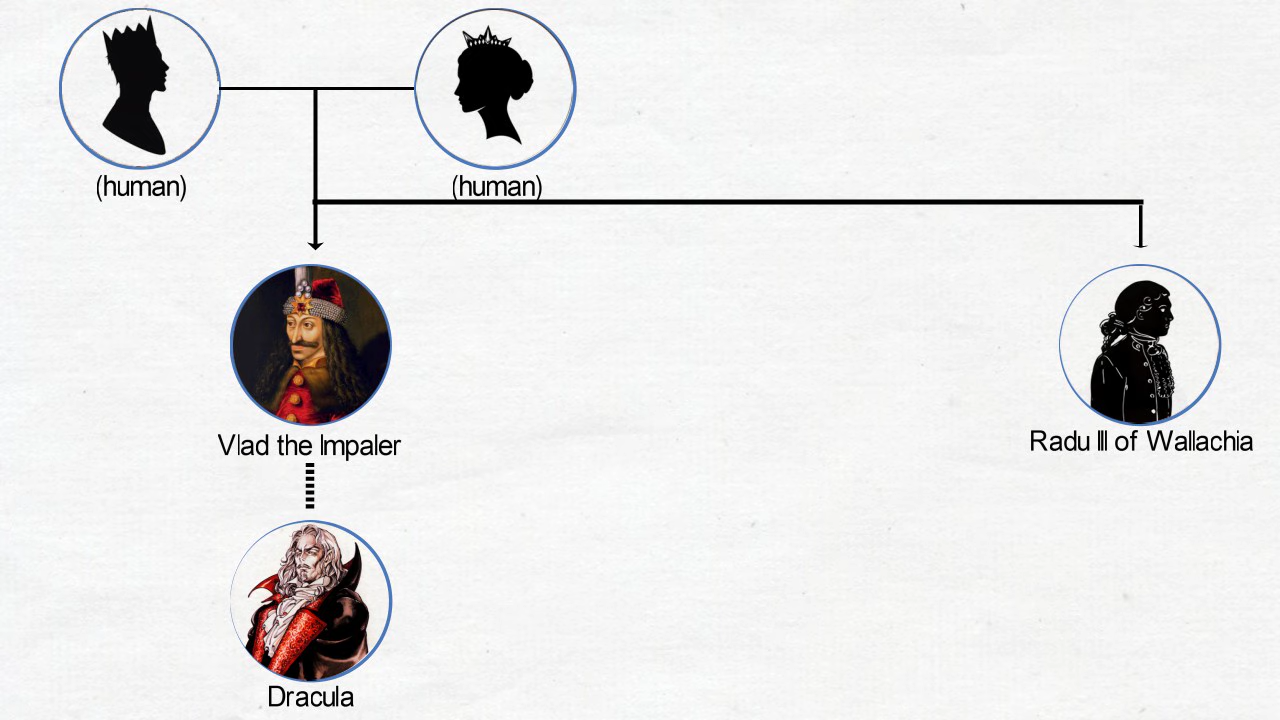 (human)
(human)
Vlad the Impaler
Radu III of Wallachia
Dracula